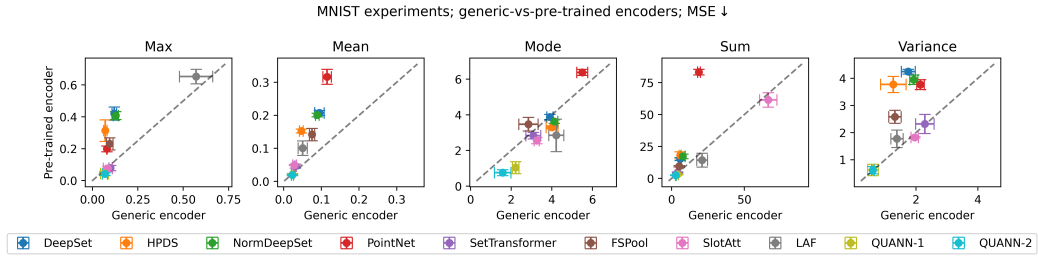 MNIST experiments; generic-vs-pre-trained encoders; MSE ↓
Max
Mean
Mode
Sum
Variance
Pre-trained encoder
0.6
0.4
0.2
0.0
0.00
0.25
0.50
0.75
Generic encoder
0.3
0.2
0.1
0.0
0.0
0.1
0.2
0.3
Generic encoder
6
4
2
0
0
2
4
6
Generic encoder
75
50
25
0
0
50
Generic encoder
4
3
2
1
2
4
Generic encoder
DeepSet HPDS NormDeepSet PointNet SetTransformer FSPool SlotAtt LAF QUANN-1 QUANN-2